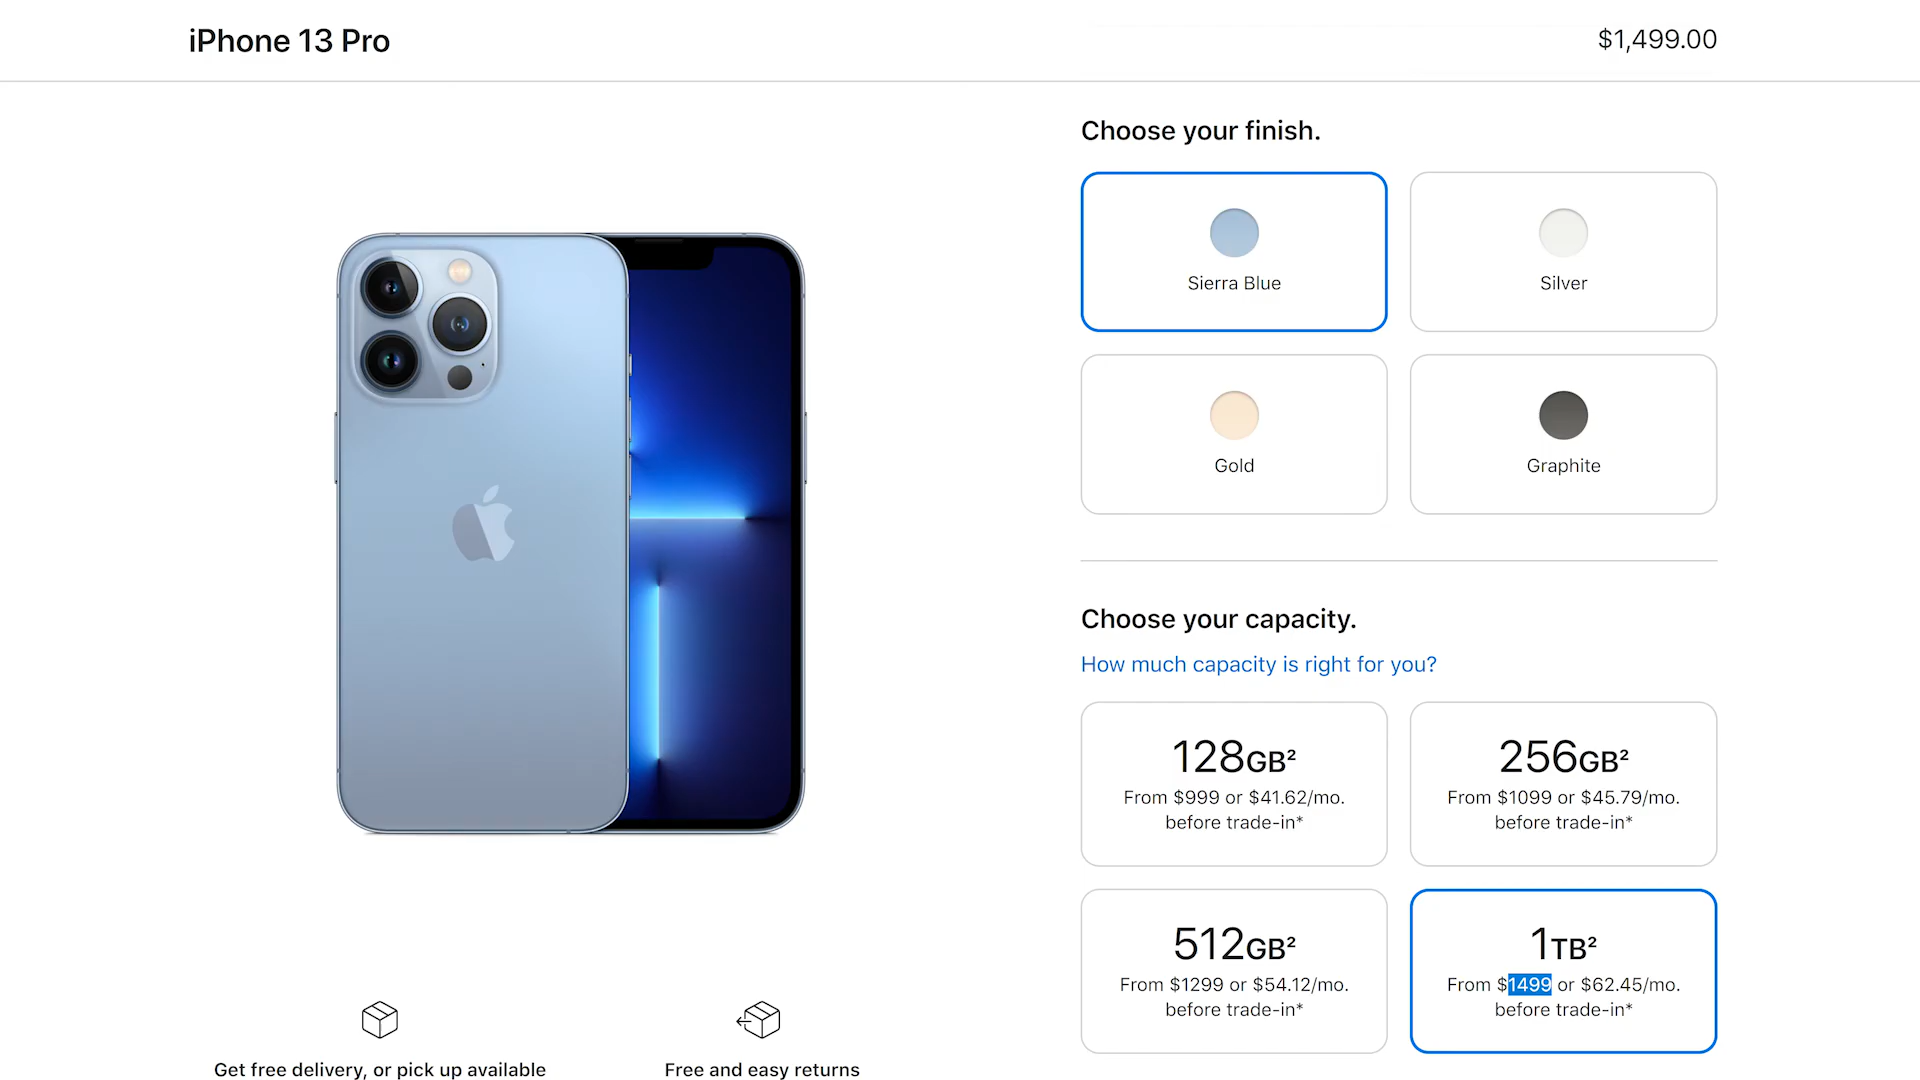 iPhone 13 Pro
$1,499.00
Choose your finish.
Sierra Blue
Silver
Gold
Graphite
Choose your capacity.
How much capacity is right for you?
128GB²
From $999 or $41.62/mo.
before trade-in*
256GB²
From $1099 or $45.79/mo.
before trade-in*
512GB²
From $1299 or $54.12/mo.
before trade-in*
1TB²
From $1499 or $62.45/mo.
before trade-in*
Get free delivery, or pick up available
Free and easy returns